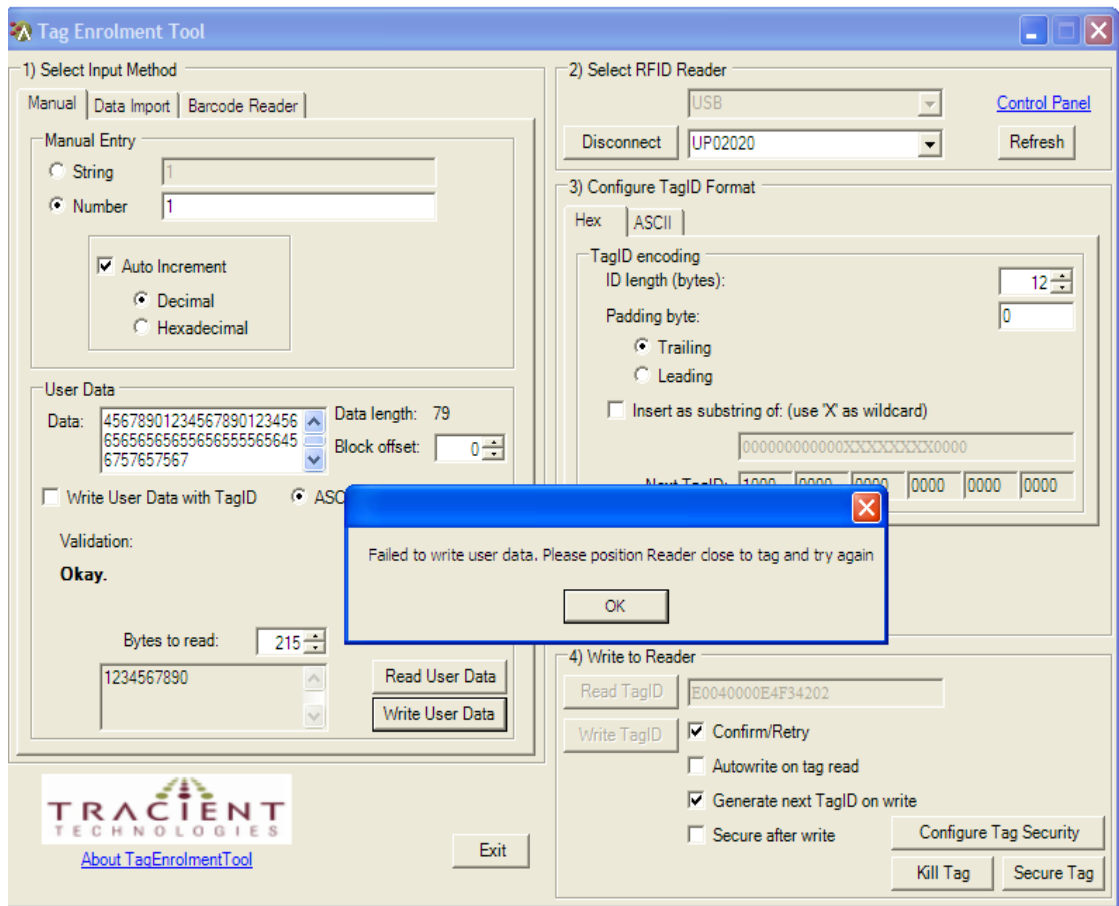 Tag Enrolment Tool
1) Select Input Method
Manual
Data Import
Barcode Reader
Manual Entry
String
1
Number
1
Auto Increment
Decimal
Hexadecimal
User Data
Data:
45678901234567890123456
65656565655656555565645
6757657567
Data length: 79
Block offset: 0
Write User Data with TagID
ASC
Validation:
Okay.
Bytes to read: 215
1234567890
Read User Data
Write User Data
TRACIENT
TECHNOLOGIES
About TagEnrolmentTool
Exit
2) Select RFID Reader
USB
Control Panel
Disconnect
UP02020
Refresh
3) Configure TagID Format
Hex
ASCII
TagID encoding
ID length (bytes): 12
Padding byte: 0
Trailing
Leading
Insert as substring of: (use 'X' as wildcard)
000000000000XXXXXXXX0000
Next TagID: 1000 0000 0000 0000 0000 0000
Failed to write user data. Please position Reader close to tag and try again
OK
4) Write to Reader
Read TagID
E0040000E4F34202
Write TagID
Confirm/Retry
Autowrite on tag read
Generate next TagID on write
Secure after write
Configure Tag Security
Kill Tag
Secure Tag